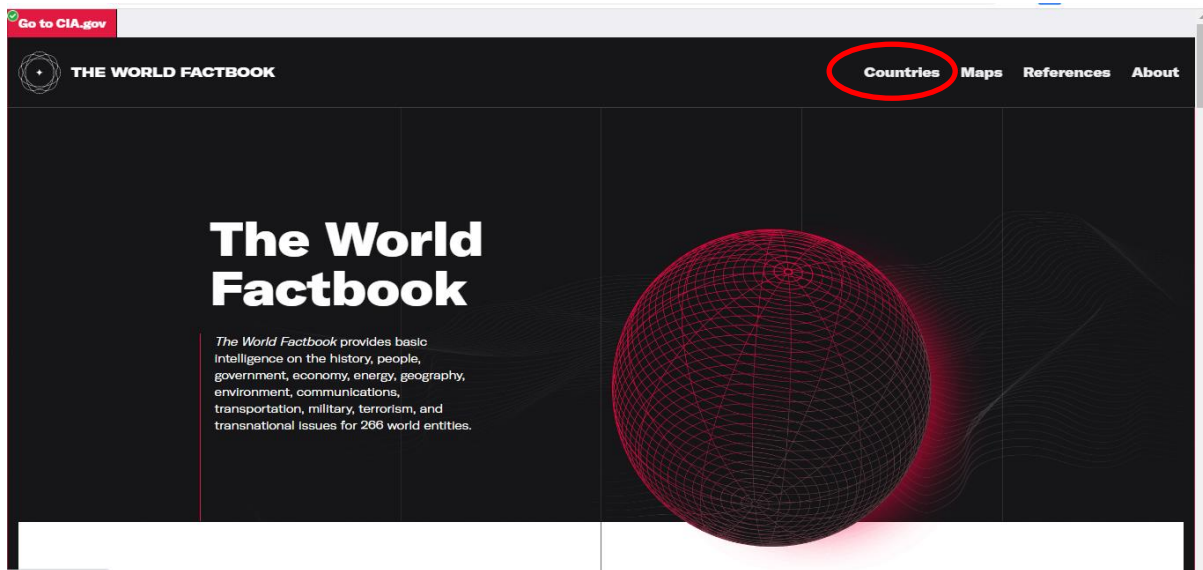 Go to CIA.gov
THE WORLD FACTBOOK
Countries Maps References About
The World
Factbook
The World Factbook provides basic
intelligence on the history, people,
government, economy, energy, geography,
environment, communications,
transportation, military, terrorism, and
transnational issues for 266 world entities.